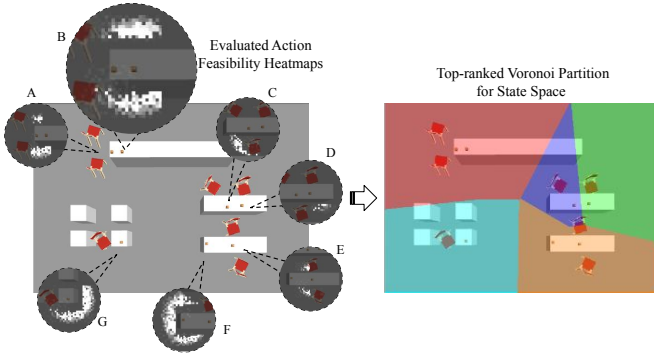 B
Evaluated Action
Feasibility Heatmaps
Top-ranked Voronoi Partition
for State Space
A
C
D
E
G
F